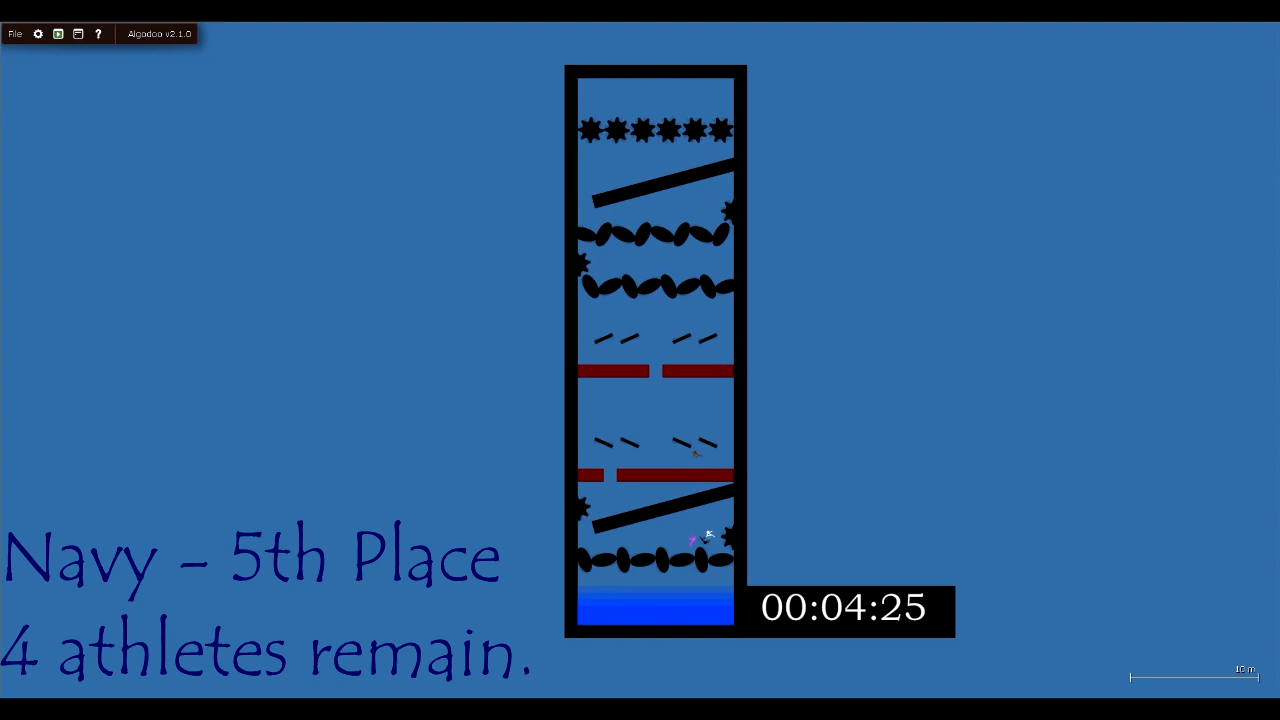 File ? Algodoo v2.1.0
00:04:25
Navy - 5th Place
4 athletes remain.
10 m